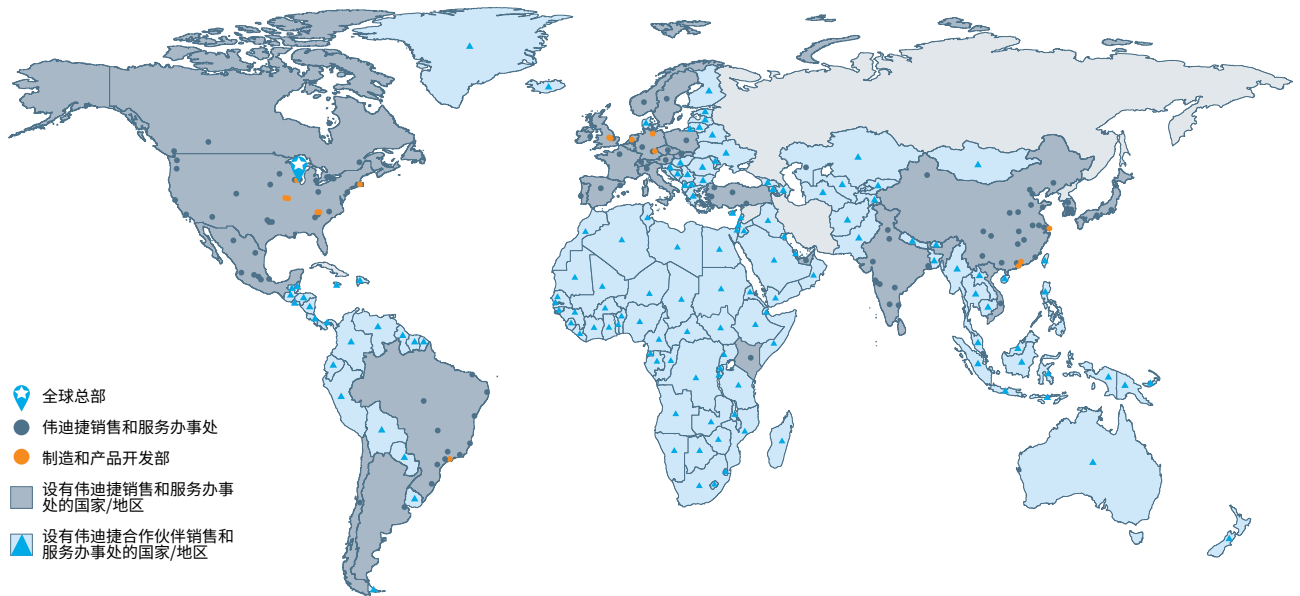 全球总部
伟迪捷销售和服务办事处
制造和产品开发部
设有伟迪捷销售和服务办事
处的国家/地区
设有伟迪捷合作伙伴销售和
服务办事处的国家/地区